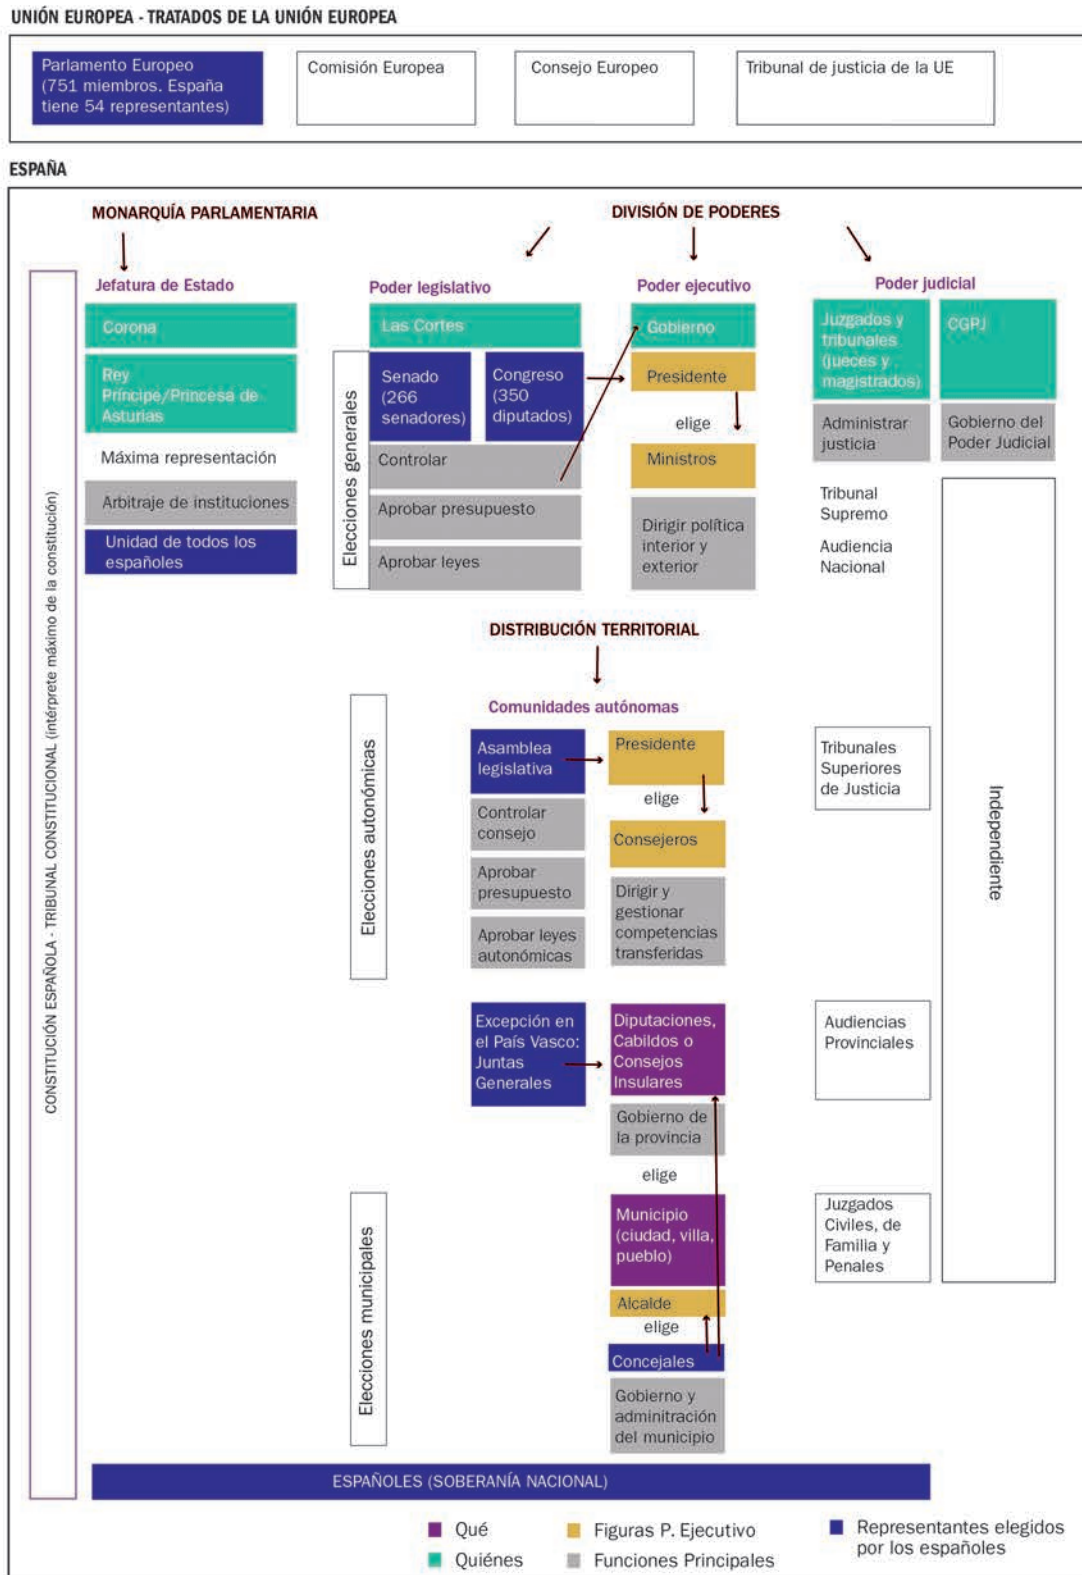 UNIÓN EUROPEA - TRATADOS DE LA UNIÓN EUROPEA
Parlamento Europeo
(751 miembros. España
tiene 54 representantes)
Comisión Europea
Consejo Europeo
Tribunal de justicia de la UE
ESPAÑA
MONARQUÍA PARLAMENTARIA
DIVISIÓN DE PODERES
CONSTITUCIÓN ESPAÑOLA - TRIBUNAL CONSTITUCIONAL (intérprete máximo de la constitución)
Jefatura de Estado
Corona
Rey
Príncipe/Princesa de
Asturias
Máxima representación
Arbitraje de instituciones
Unidad de todos los
españoles
Elecciones generales
Poder legislativo
Las Cortes
Senado
(266
senadores)
Congreso
(350
diputados)
Controlar
Aprobar presupuesto
Aprobar leyes
Poder ejecutivo
Gobierno
Presidente
elige
Ministros
Dirigir política
interior y
exterior
Poder judicial
Juzgados y
tribunales
(jueces y
magistrados)
CGPJ
Administrar
justicia
Gobierno del
Poder Judicial
Tribunal
Supremo
Audiencia
Nacional
Independiente
DISTRIBUCIÓN TERRITORIAL
Comunidades autónomas
Elecciones autonómicas
Asamblea
legislativa
Controlar
consejo
Aprobar
presupuesto
Aprobar leyes
autonómicas
Presidente
elige
Consejeros
Dirigir y
gestionar
competencias
transferidas
Tribunales
Superiores
de Justicia
Excepción en
el País Vasco:
Juntas
Generales
Diputaciones,
Cabildos o
Consejos
Insulares
Gobierno de
la provincia
elige
Audiencias
Provinciales
Elecciones municipales
Municipio
(ciudad, villa,
pueblo)
Alcalde
elige
Concejales
Gobierno y
adminitración
del municipio
Juzgados
Civiles, de
Familia y
Penales
ESPAÑOLES (SOBERANÍA NACIONAL)
Qué
Quiénes
Figuras P. Ejecutivo
Funciones Principales
Representantes elegidos
por los españoles